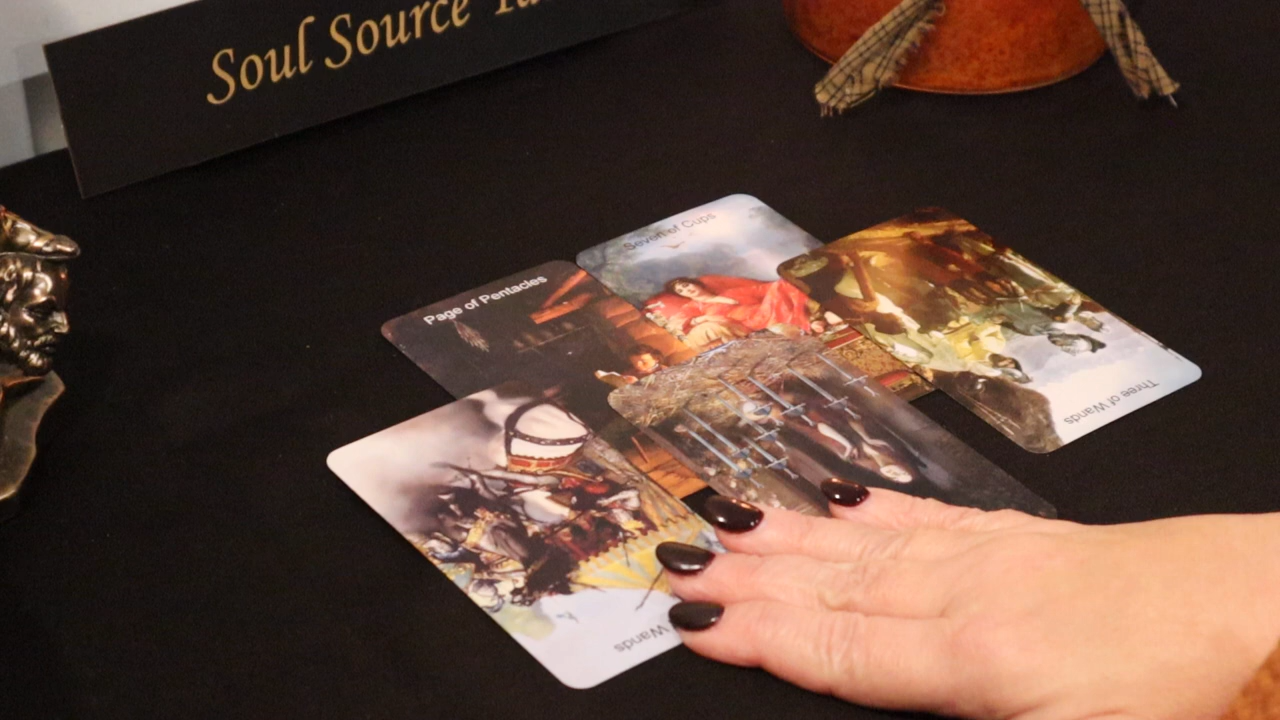 Soul Source
Seven of Cups
Page of Pentacles
Three of Wands
Wands